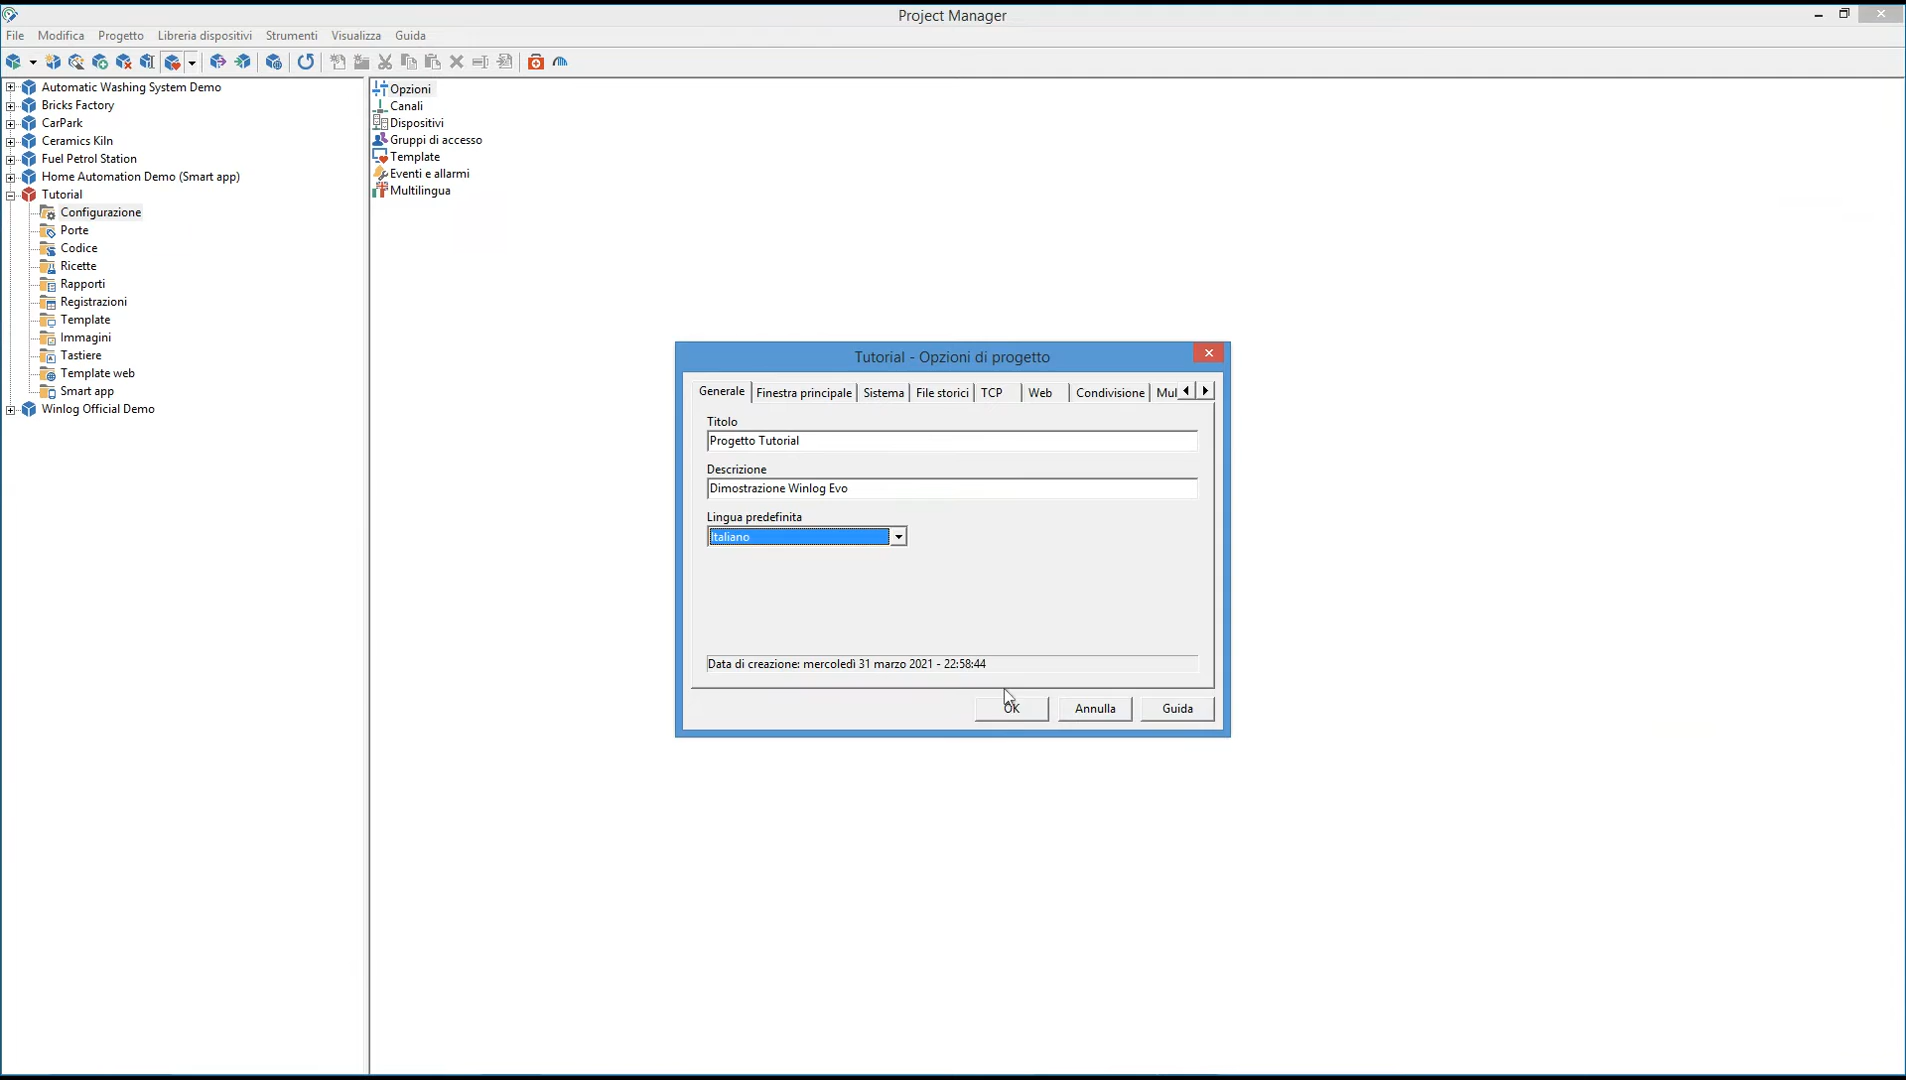 Project Manager
File Modifica Progetto Libreria dispositivi Strumenti Visualizza Guida
Automatic Washing System Demo
Bricks Factory
CarPark
Ceramics Kiln
Fuel Petrol Station
Home Automation Demo (Smart app)
Tutorial
Configurazione
Porte
Codice
Ricette
Rapporti
Registrazioni
Template
Immagini
Tastiere
Template web
Smart app
Winlog Official Demo
Opzioni
Canali
Dispositivi
Gruppi di accesso
Template
Eventi e allarmi
Multilingua
Tutorial - Opzioni di progetto
Generale Finestra principale Sistema File storici TCP Web Condivisione Mul
Titolo
Progetto Tutorial
Descrizione
Dimostrazione Winlog Evo
Lingua predefinita
Italiano
Data di creazione: mercoledì 31 marzo 2021 - 22:58:44
OK Annulla Guida